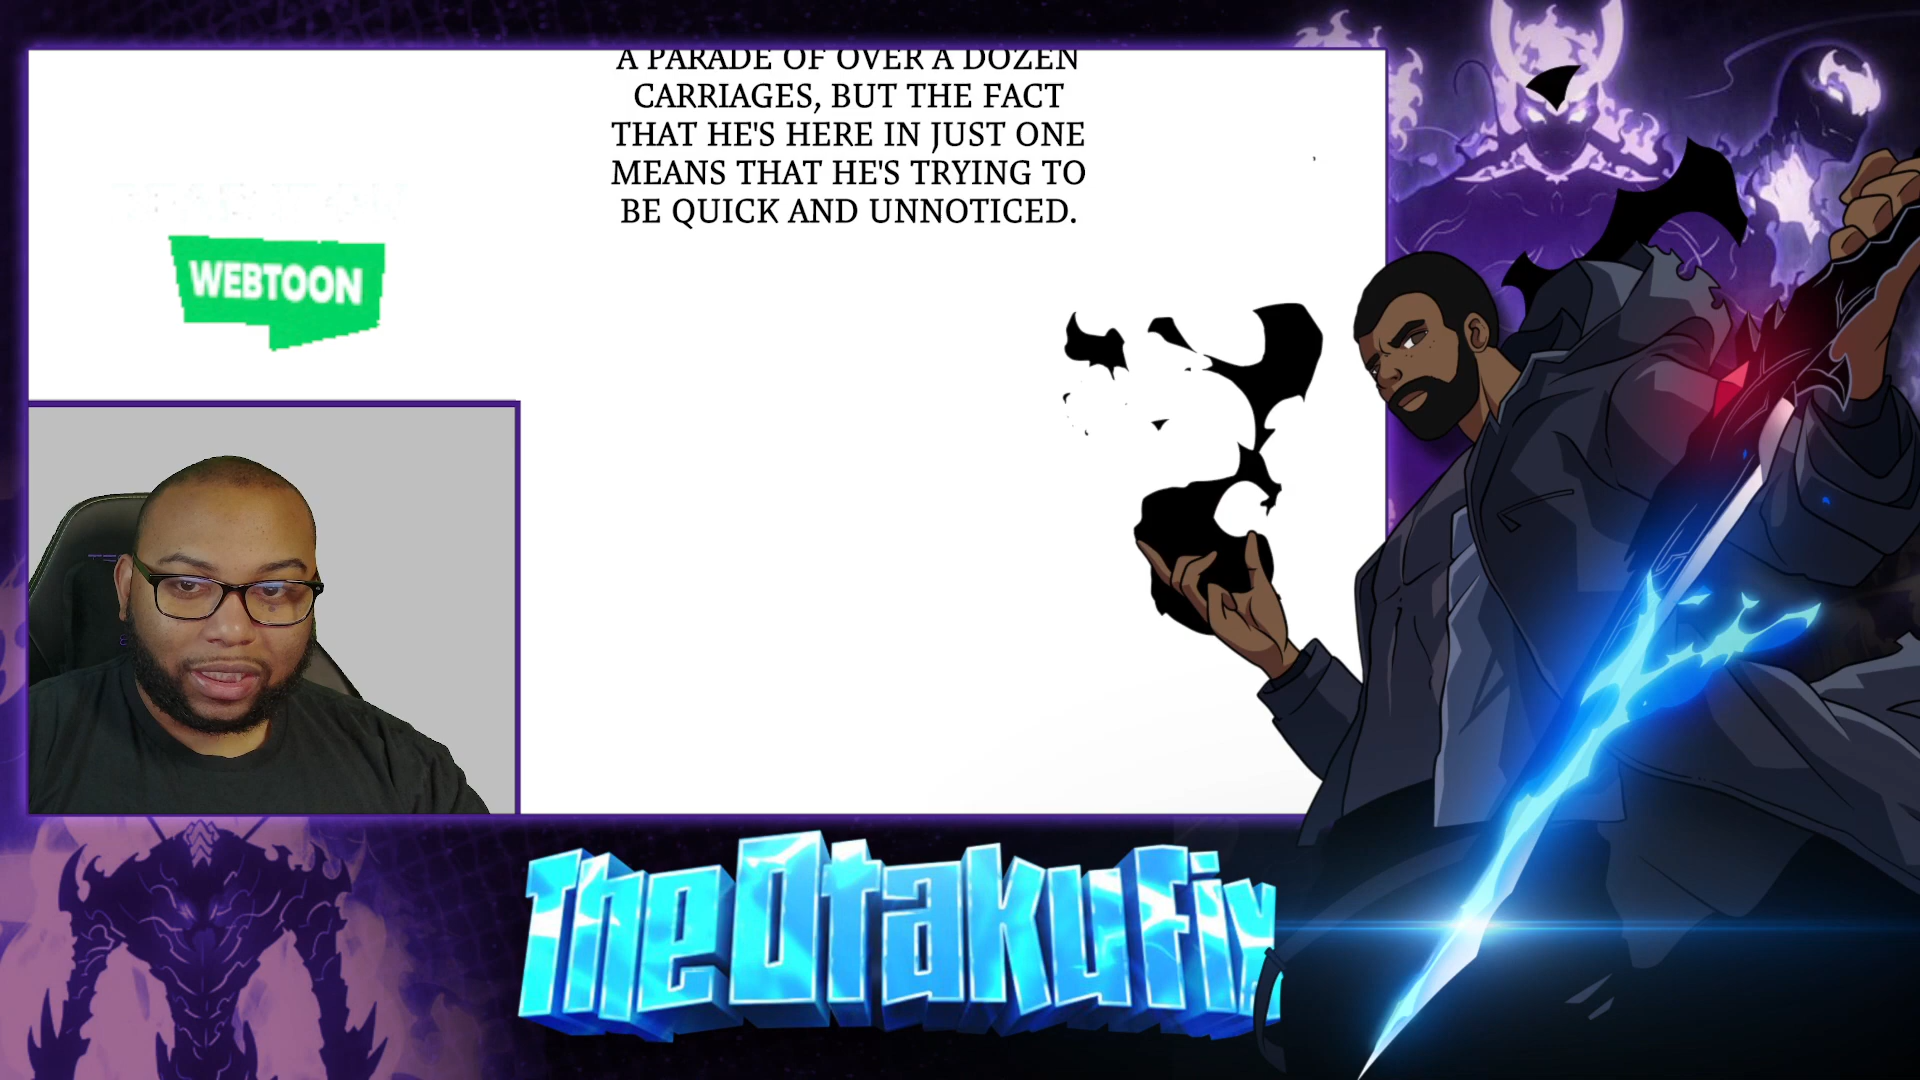 A PARADE OF OVER A DOZEN
CARRIAGES, BUT THE FACT
THAT HE'S HERE IN JUST ONE
MEANS THAT HE'S TRYING TO
BE QUICK AND UNNOTICED.
WEBTOON
TheOtakuFix